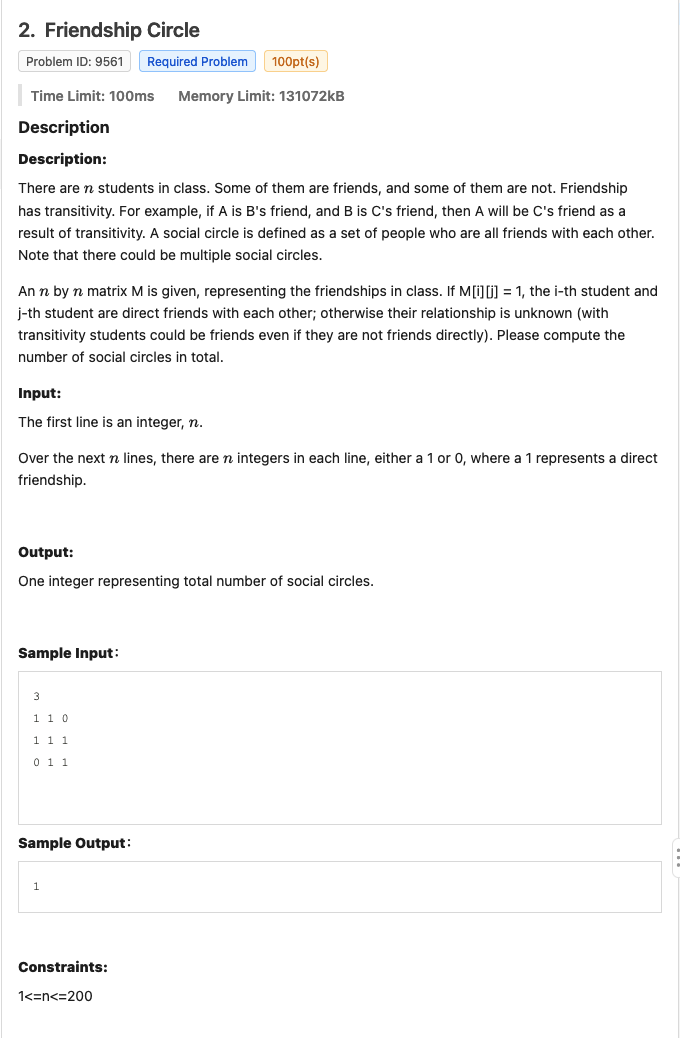 2. Friendship Circle
Problem ID: 9561 Required Problem 100pt(s)
Time Limit: 100ms Memory Limit: 131072kB
Description
Description:
There are n students in class. Some of them are friends, and some of them are not. Friendship
has transitivity. For example, if A is B's friend, and B is C's friend, then A will be C's friend as a
result of transitivity. A social circle is defined as a set of people who are all friends with each other.
Note that there could be multiple social circles.
An n by n matrix M is given, representing the friendships in class. If M[i][j] = 1, the i-th student and
j-th student are direct friends with each other; otherwise their relationship is unknown (with
transitivity students could be friends even if they are not friends directly). Please compute the
number of social circles in total.
Input:
The first line is an integer, n.
Over the next n lines, there are n integers in each line, either a 1 or 0, where a 1 represents a direct
friendship.
Output:
One integer representing total number of social circles.
Sample Input:
3
1 1 0
1 1 1
0 1 1
Sample Output:
1
Constraints:
1<=n<=200